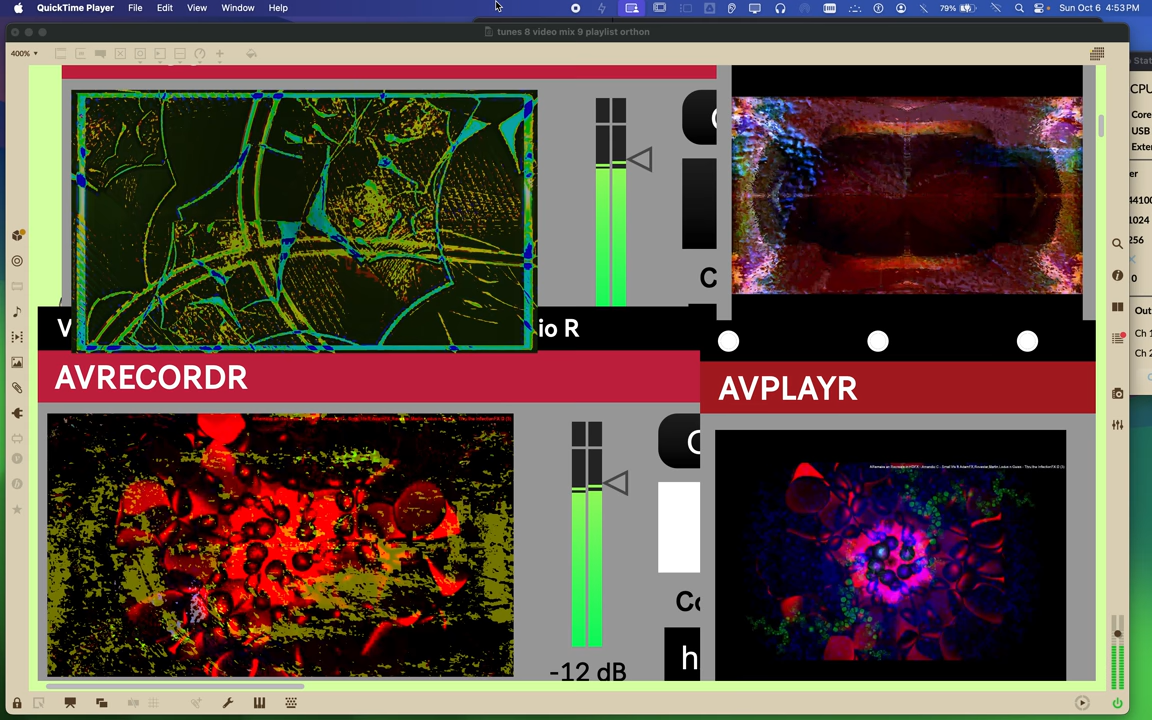 QuickTime Player File Edit View Window Help 79% Sun Oct 6 4:53 PM
tunes 8 video mix 9 playlist orthon
400%
io R
AVRECORDR
AVPLAYR
-12 dB
h
CPU
Core
USB
Exter
er
44100
1024
256
0
Out
Ch 1
Ch 2